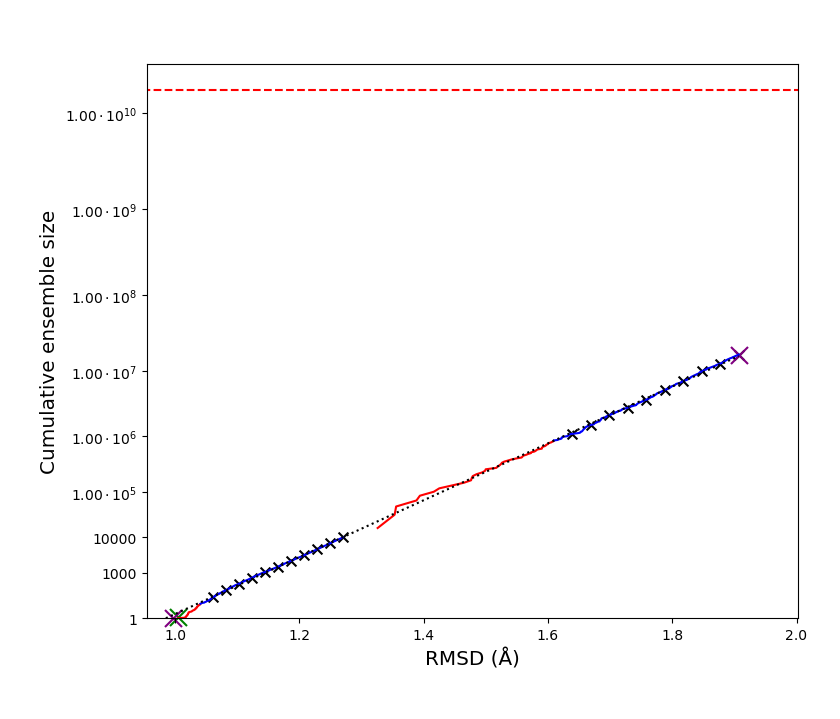 1.00 · 10¹⁰
1.00 · 10⁹
1.00 · 10⁸
1.00 · 10⁷
1.00 · 10⁶
1.00 · 10⁵
10000
1000
1
Cumulative ensemble size
1.0 1.2 1.4 1.6 1.8 2.0
RMSD (Å)